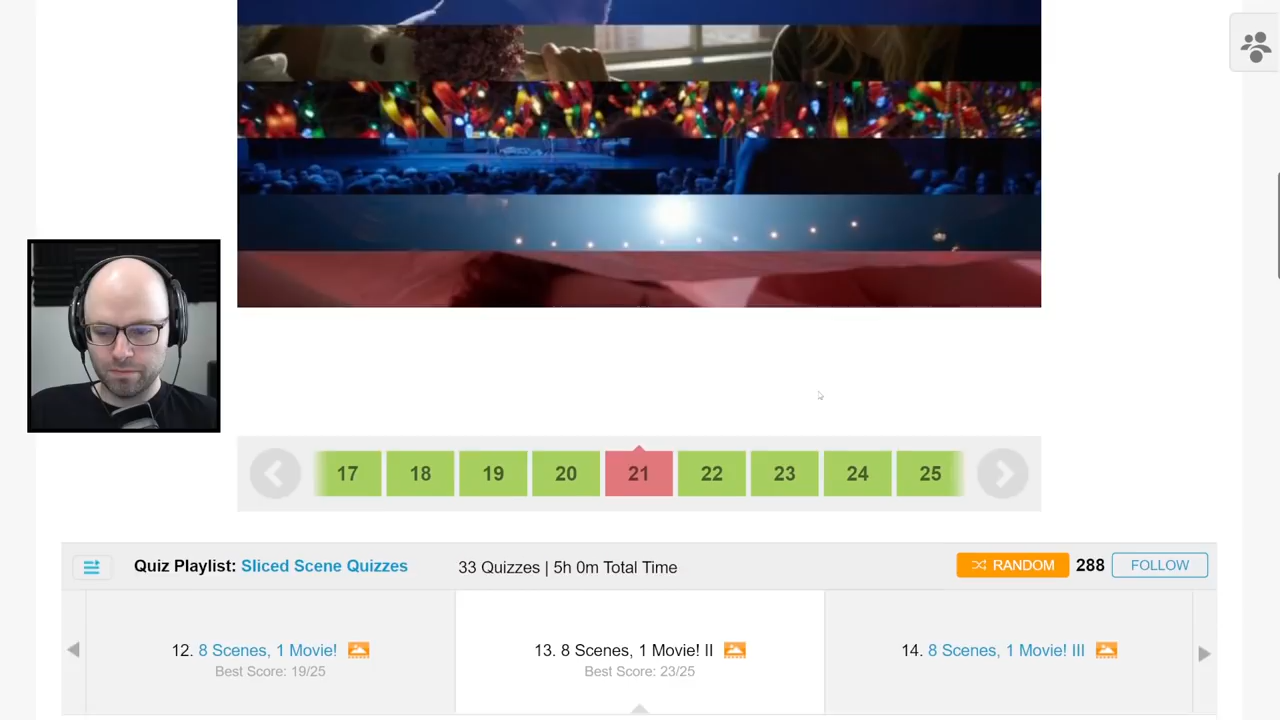 17 18 19 20 21 22 23 24 25
Quiz Playlist: Sliced Scene Quizzes 33 Quizzes | 5h 0m Total Time RANDOM 288 FOLLOW
12. 8 Scenes, 1 Movie! 13. 8 Scenes, 1 Movie! II 14. 8 Scenes, 1 Movie! III
Best Score: 19/25 Best Score: 23/25